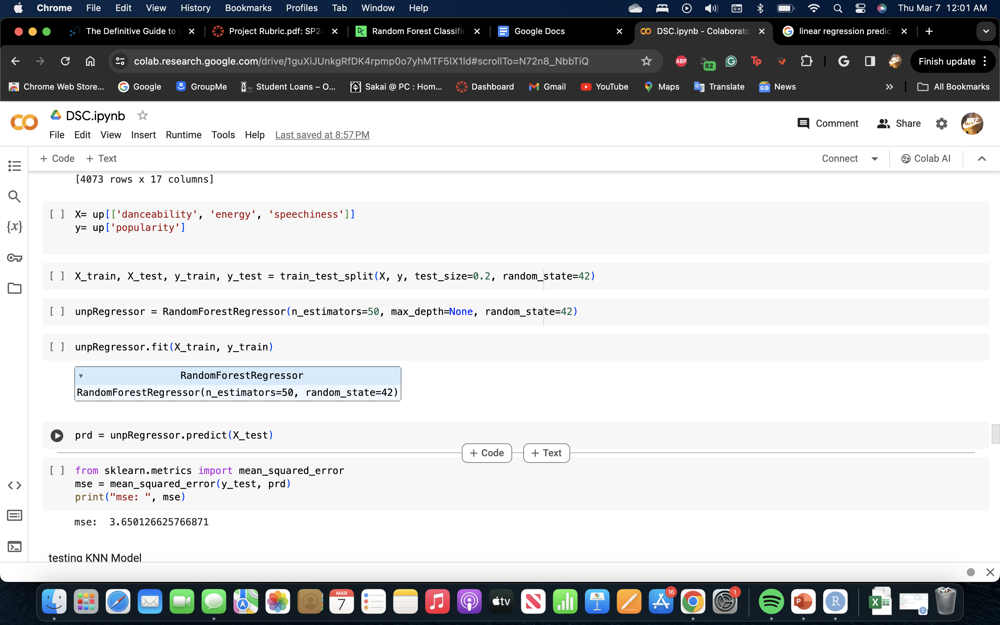 Chrome File Edit View History Bookmarks Profiles Tab Window Help Thu Mar 7 12:01 AM
The Definitive Guide to Project Rubric.pdf: SP24 Random Forest Classific Google Docs DSC.ipynb - Colaborato linear regression predic
colab.research.google.com/drive/1guXiJUnkgRfDK4rpmp0o7yhMTF5lX1ld#scrollTo=N72n8_NbbTiQ ABP 82 Tp Finish update
Chrome Web Store... Google GroupMe Student Loans – O... Sakai @ PC : Hom... Dashboard Gmail YouTube Maps Translate News All Bookmarks
DSC.ipynb
Comment Share
File Edit View Insert Runtime Tools Help Last saved at 8:57 PM
+ Code + Text Connect Colab AI
[4073 rows x 17 columns]
[ ] X= up[['danceability', 'energy', 'speechiness']]
y= up['popularity']
[ ] X_train, X_test, y_train, y_test = train_test_split(X, y, test_size=0.2, random_state=42)
[ ] unpRegressor = RandomForestRegressor(n_estimators=50, max_depth=None, random_state=42)
[ ] unpRegressor.fit(X_train, y_train)
RandomForestRegressor
RandomForestRegressor(n_estimators=50, random_state=42)
prd = unpRegressor.predict(X_test)
+ Code + Text
[ ] from sklearn.metrics import mean_squared_error
mse = mean_squared_error(y_test, prd)
print("mse: ", mse)
mse: 3.650126625766871
testing KNN Model
MAR
7
tv
16
1